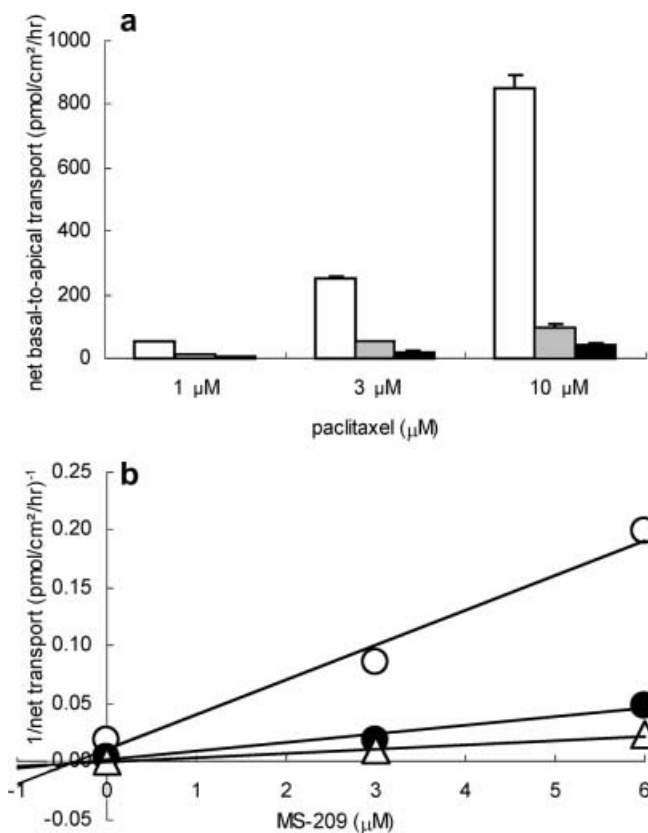 a
net basal-to-apical transport (pmol/cm²/hr)
1000
800
600
400
200
0
1 µM
3 µM
10 µM
paclitaxel (µM)
b
1/net transport (pmol/cm²/hr)⁻¹
0.25
0.20
0.15
0.10
0.05
0.00
-0.05
-1
0
1
2
3
4
5
6
MS-209 (µM)